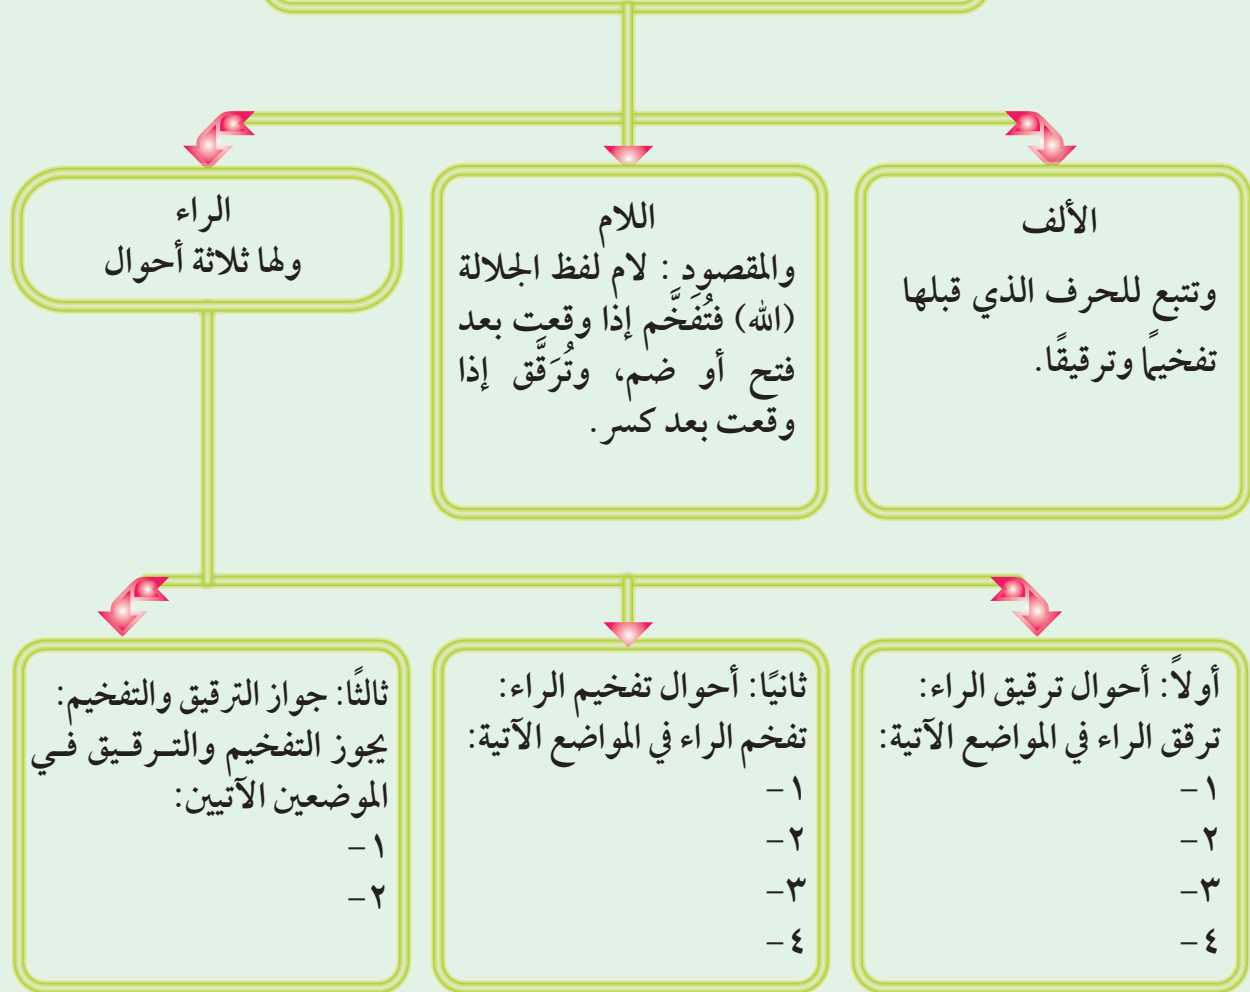 الألف
وتتبع للحرف الذي قبلها
تفخيمًا وترقيقًا.
اللام
والمقصود : لام لفظ الجلالة
(الله) فتُفَخَّم إذا وقعت بعد
فتح أو ضم، وتُرَقَّق إذا
وقعت بعد كسر.
الراء
ولها ثلاثة أحوال
أولاً: أحوال ترقيق الراء:
ترقق الراء في المواضع الآتية:
١-
٢-
٣-
٤-
ثانيًا: أحوال تفخيم الراء:
تفخم الراء في المواضع الآتية:
١-
٢-
٣-
٤-
ثالثًا: جواز الترقيق والتفخيم:
يجوز التفخيم والتـرقـيق فـي
الموضعين الآتيين:
١-
٢-